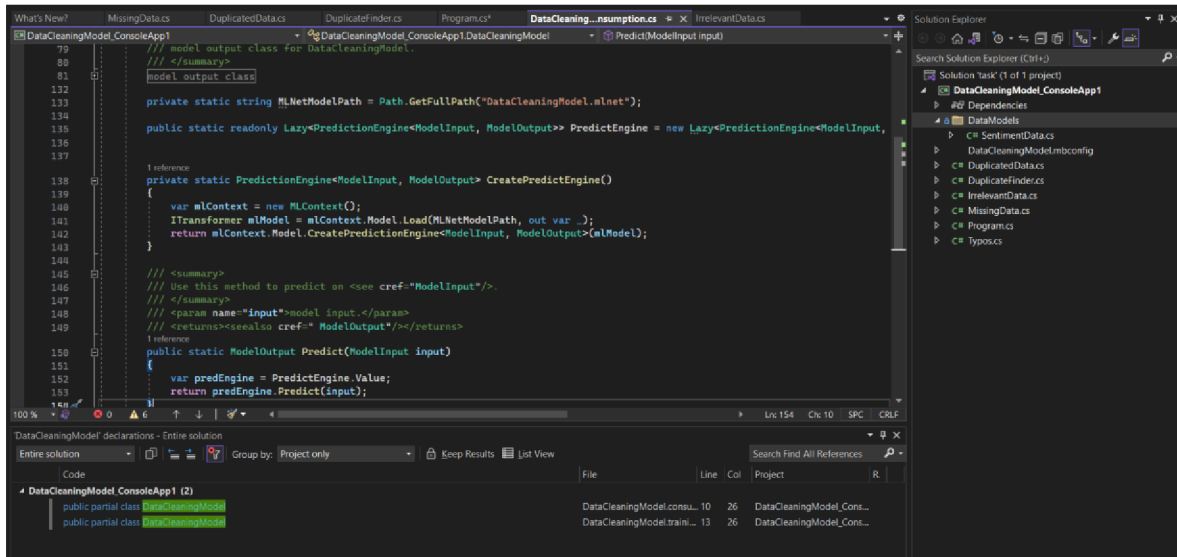 What's New?
MissingData.cs
DuplicatedData.cs
DuplicateFinder.cs
Program.cs*
DataCleaning...nsumption.cs
IrrelevantData.cs
DataCleaningModel_ConsoleApp1
DataCleaningModel_ConsoleApp1.DataCleaningModel
Predict(ModelInput input)
79 /// model output class for DataCleaningModel.
80 /// </summary>
81 model output class
132
133 private static string MLNetModelPath = Path.GetFullPath("DataCleaningModel.mlnet");
134
135 public static readonly Lazy<PredictionEngine<ModelInput, ModelOutput>> PredictEngine = new Lazy<PredictionEngine<ModelInput,
136
137
1 reference
138 private static PredictionEngine<ModelInput, ModelOutput> CreatePredictEngine()
139 {
140 var mlContext = new MLContext();
141 ITransformer mlModel = mlContext.Model.Load(MLNetModelPath, out var _);
142 return mlContext.Model.CreatePredictionEngine<ModelInput, ModelOutput>(mlModel);
143 }
144
145 /// <summary>
146 /// Use this method to predict on <see cref="ModelInput"/>.
147 /// </summary>
148 /// <param name="input">model input.</param>
149 /// <returns><seealso cref=" ModelOutput"/></returns>
1 reference
150 public static ModelOutput Predict(ModelInput input)
151 {
152 var predEngine = PredictEngine.Value;
153 return predEngine.Predict(input);
154 }
100 % 0 6 Ln: 154 Ch: 10 SPC CRLF
'DataCleaningModel' declarations - Entire solution
Entire solution Group by: Project only Keep Results List View Search Find All References
Code File Line Col Project R.
DataCleaningModel_ConsoleApp1 (2)
public partial class DataCleaningModel DataCleaningModel.consu... 10 26 DataCleaningModel_Cons...
public partial class DataCleaningModel DataCleaningModel.traini... 13 26 DataCleaningModel_Cons...
Solution Explorer
Search Solution Explorer (Ctrl+;)
Solution 'task' (1 of 1 project)
DataCleaningModel_ConsoleApp1
Dependencies
DataModels
C# SentimentData.cs
DataCleaningModel.mbconfig
C# DuplicatedData.cs
C# DuplicateFinder.cs
C# IrrelevantData.cs
C# MissingData.cs
C# Program.cs
C# Typos.cs